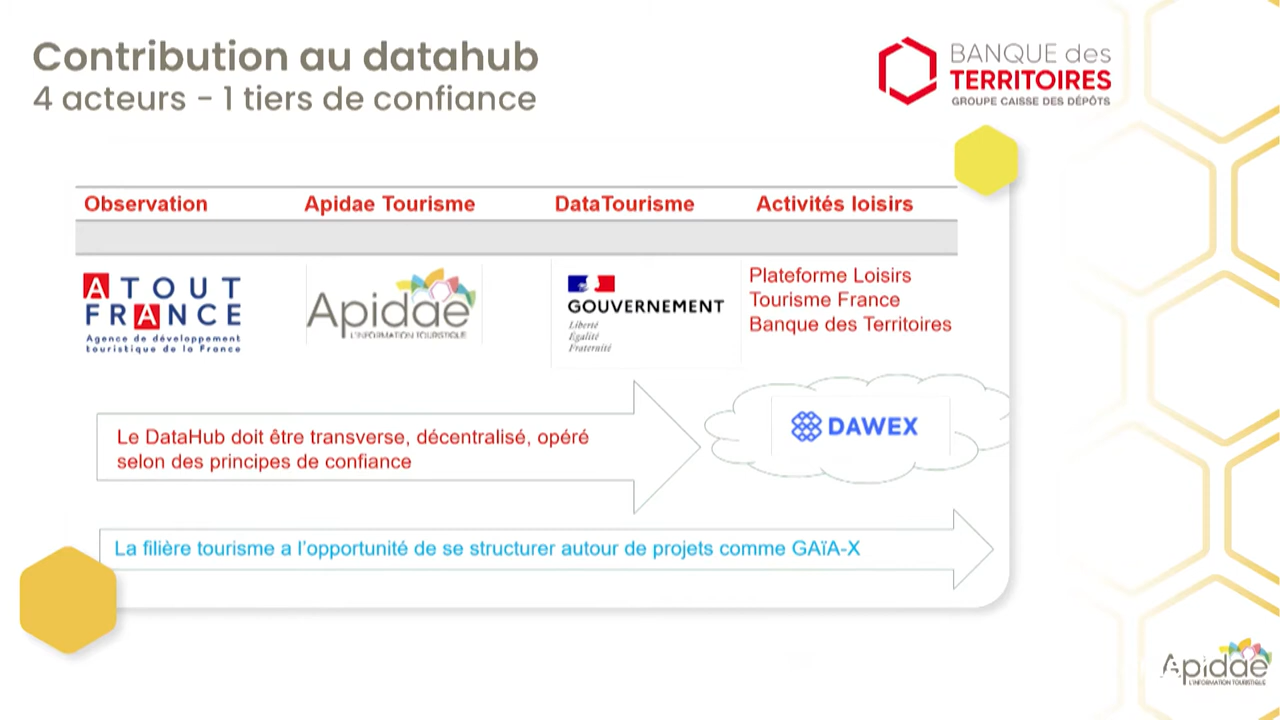 Contribution au datahub
4 acteurs - 1 tiers de confiance
BANQUE des
TERRITOIRES
GROUPE CAISSE DES DÉPÔTS
Observation
Apidae Tourisme
DataTourisme
Activités loisirs
ATOUT
FRANCE
Agence de développement
touristique de la France
Apidae
L'INFORMATION TOURISTIQUE
GOUVERNEMENT
Liberté
Égalité
Fraternité
Plateforme Loisirs
Tourisme France
Banque des Territoires
Le DataHub doit être transverse, décentralisé, opéré
selon des principes de confiance
DAWEX
La filière tourisme a l'opportunité de se structurer autour de projets comme GAïA-X
Apidae
L'INFORMATION TOURISTIQUE